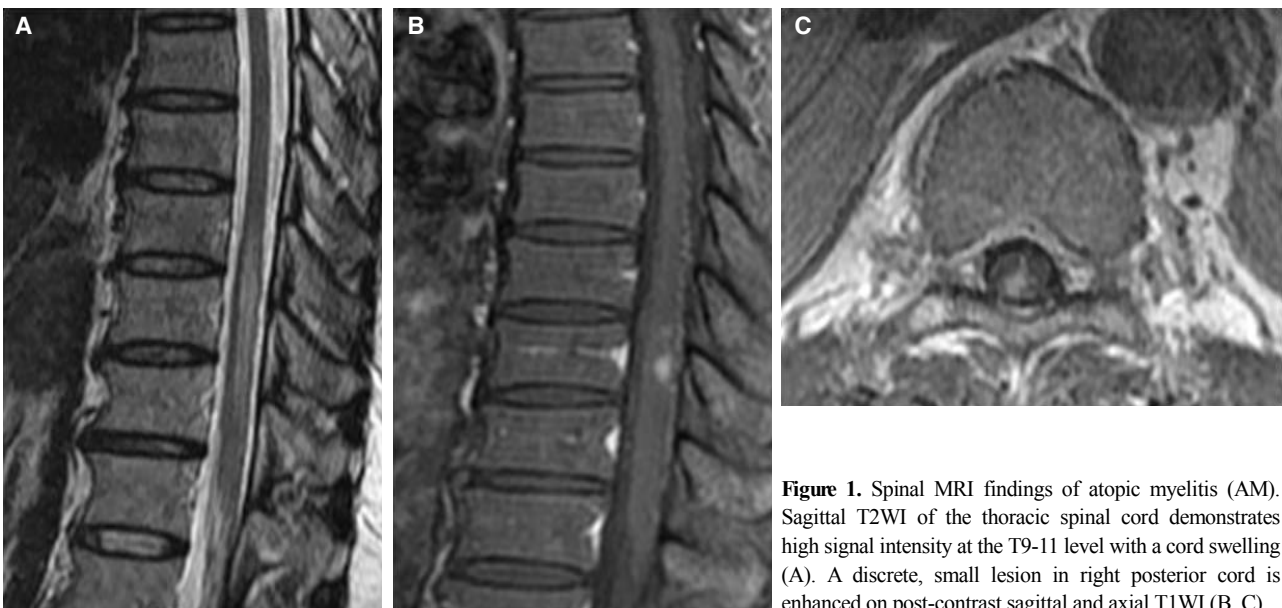 A
B
C
Figure 1. Spinal MRI findings of atopic myelitis (AM).
Sagittal T2WI of the thoracic spinal cord demonstrates
high signal intensity at the T9-11 level with a cord swelling
(A). A discrete, small lesion in right posterior cord is
enhanced on post-contrast sagittal and axial T1WI (B, C).